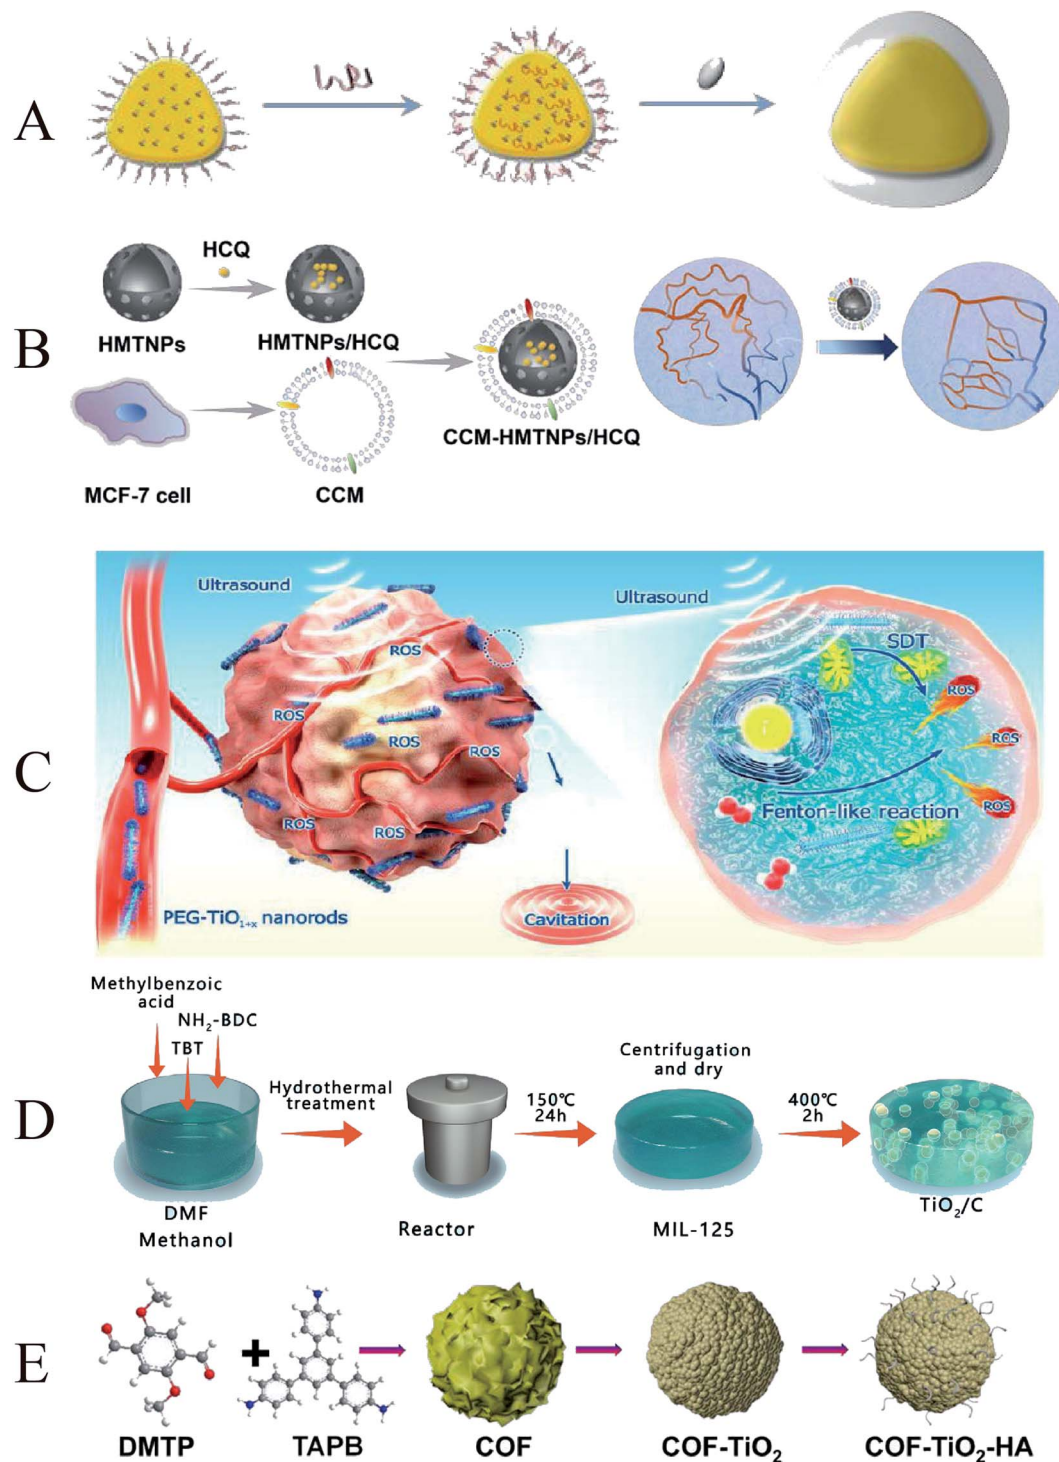 A
B
HCQ
HMTNPs
HMTNPs/HCQ
CCM-HMTNPs/HCQ
MCF-7 cell
CCM
C
Ultrasound
Ultrasound
SDT
ROS
ROS
ROS
ROS
ROS
ROS
ROS
ROS
ROS
Fenton-like reaction
PEG-TiO₁₊ₓ nanorods
Cavitation
D
Methylbenzoic
acid
NH₂-BDC
TBT
Hydrothermal
treatment
150℃
24h
Centrifugation
and dry
400℃
2h
DMF
Methanol
Reactor
MIL-125
TiO₂/C
E
+
DMTP
TAPB
COF
COF-TiO₂
COF-TiO₂-HA